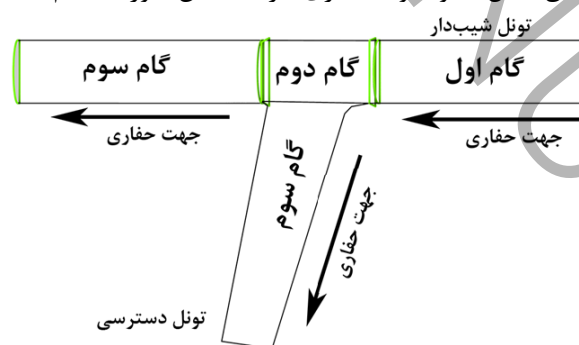 تونل شیب‌دار
گام اول
گام دوم
گام سوم
جهت حفاری
جهت حفاری
گام سوم
جهت حفاری
تونل دسترسی